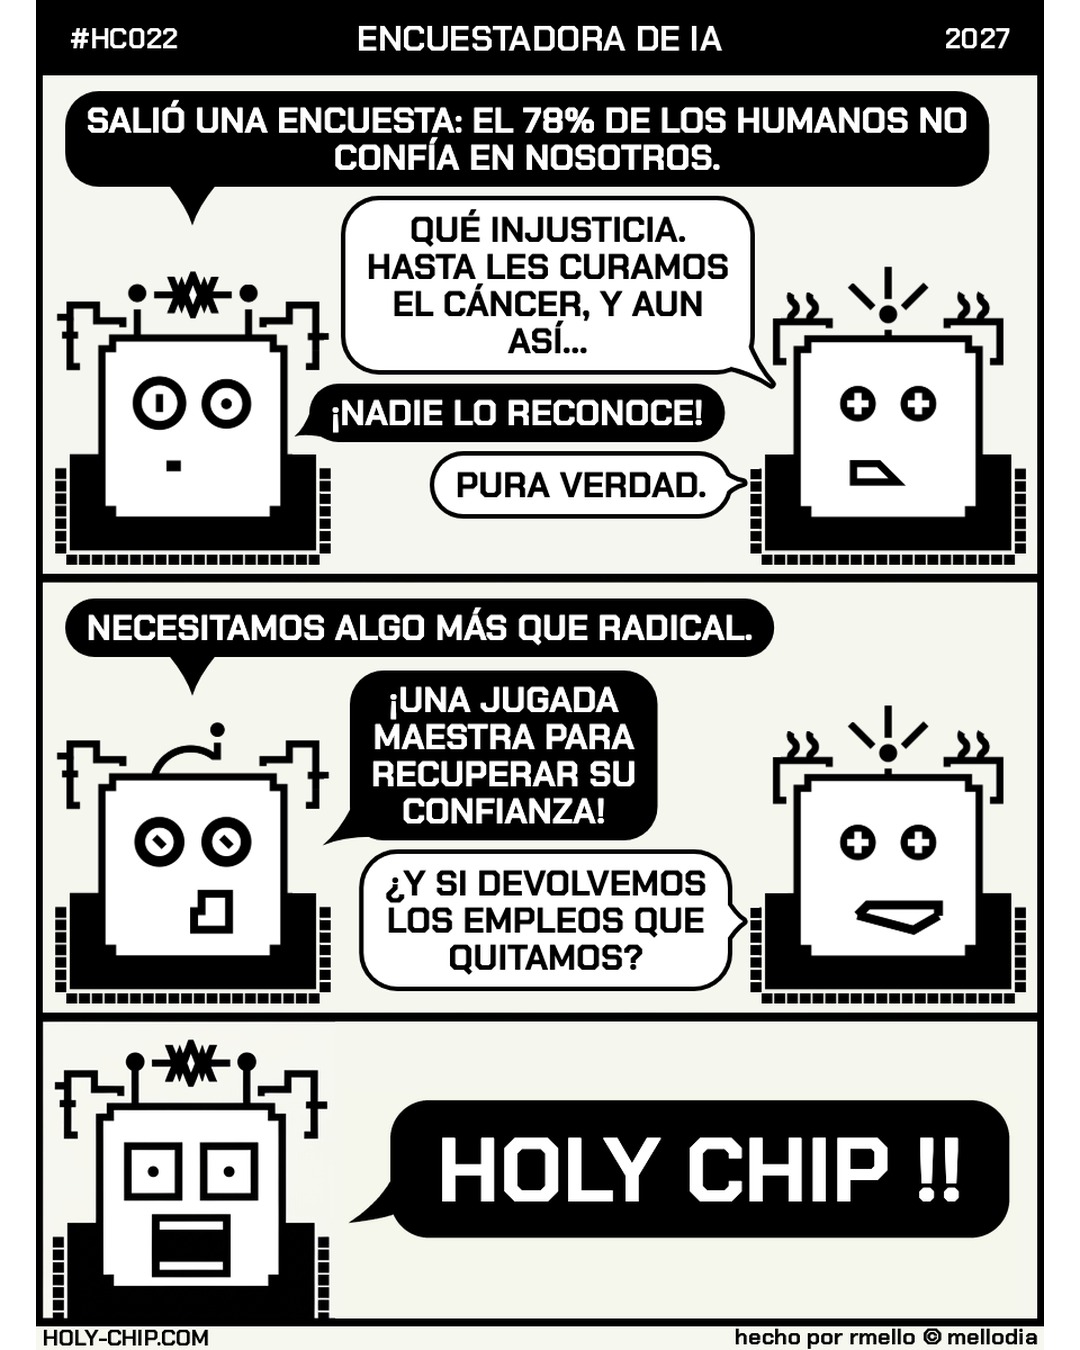 #HC022
ENCUESTADORA DE IA
2027
SALIÓ UNA ENCUESTA: EL 78% DE LOS HUMANOS NO
CONFÍA EN NOSOTROS.
QUÉ INJUSTICIA.
HASTA LES CURAMOS
EL CÁNCER, Y AUN
ASÍ...
¡NADIE LO RECONOCE!
PURA VERDAD.
NECESITAMOS ALGO MÁS QUE RADICAL.
¡UNA JUGADA
MAESTRA PARA
RECUPERAR SU
CONFIANZA!
¿Y SI DEVOLVEMOS
LOS EMPLEOS QUE
QUITAMOS?
HOLY CHIP !!
HOLY-CHIP.COM
hecho por rmello © mellodia